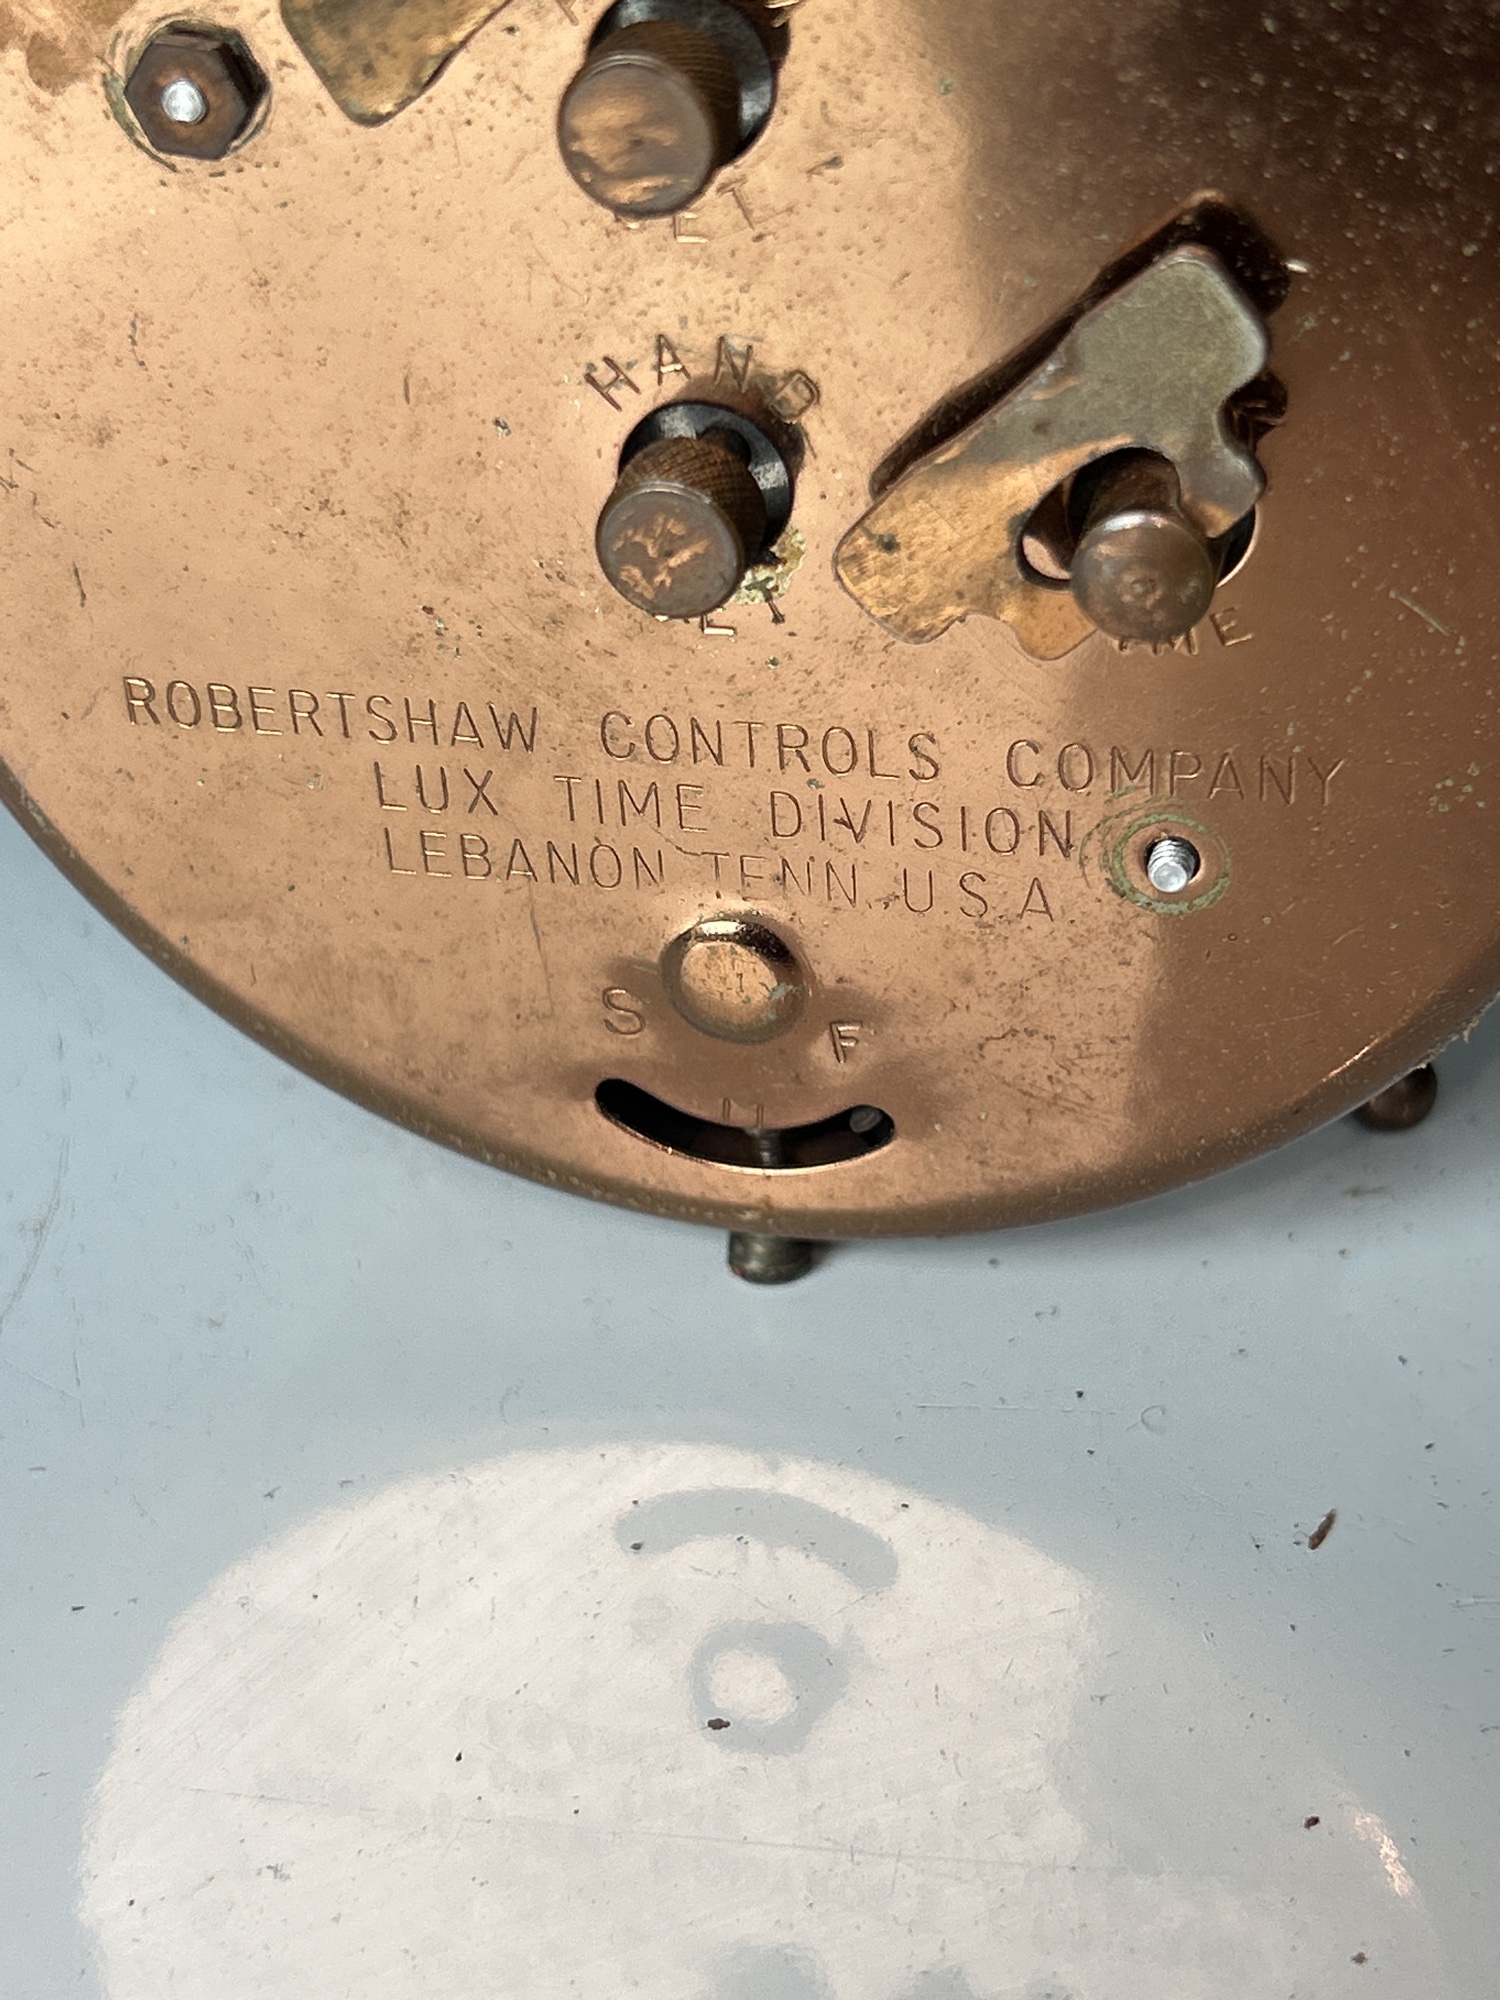 HAND
ROBERTSHAW CONTROLS COMPANY
LUX TIME DIVISION
LEBANON TENN. U.S.A
S F